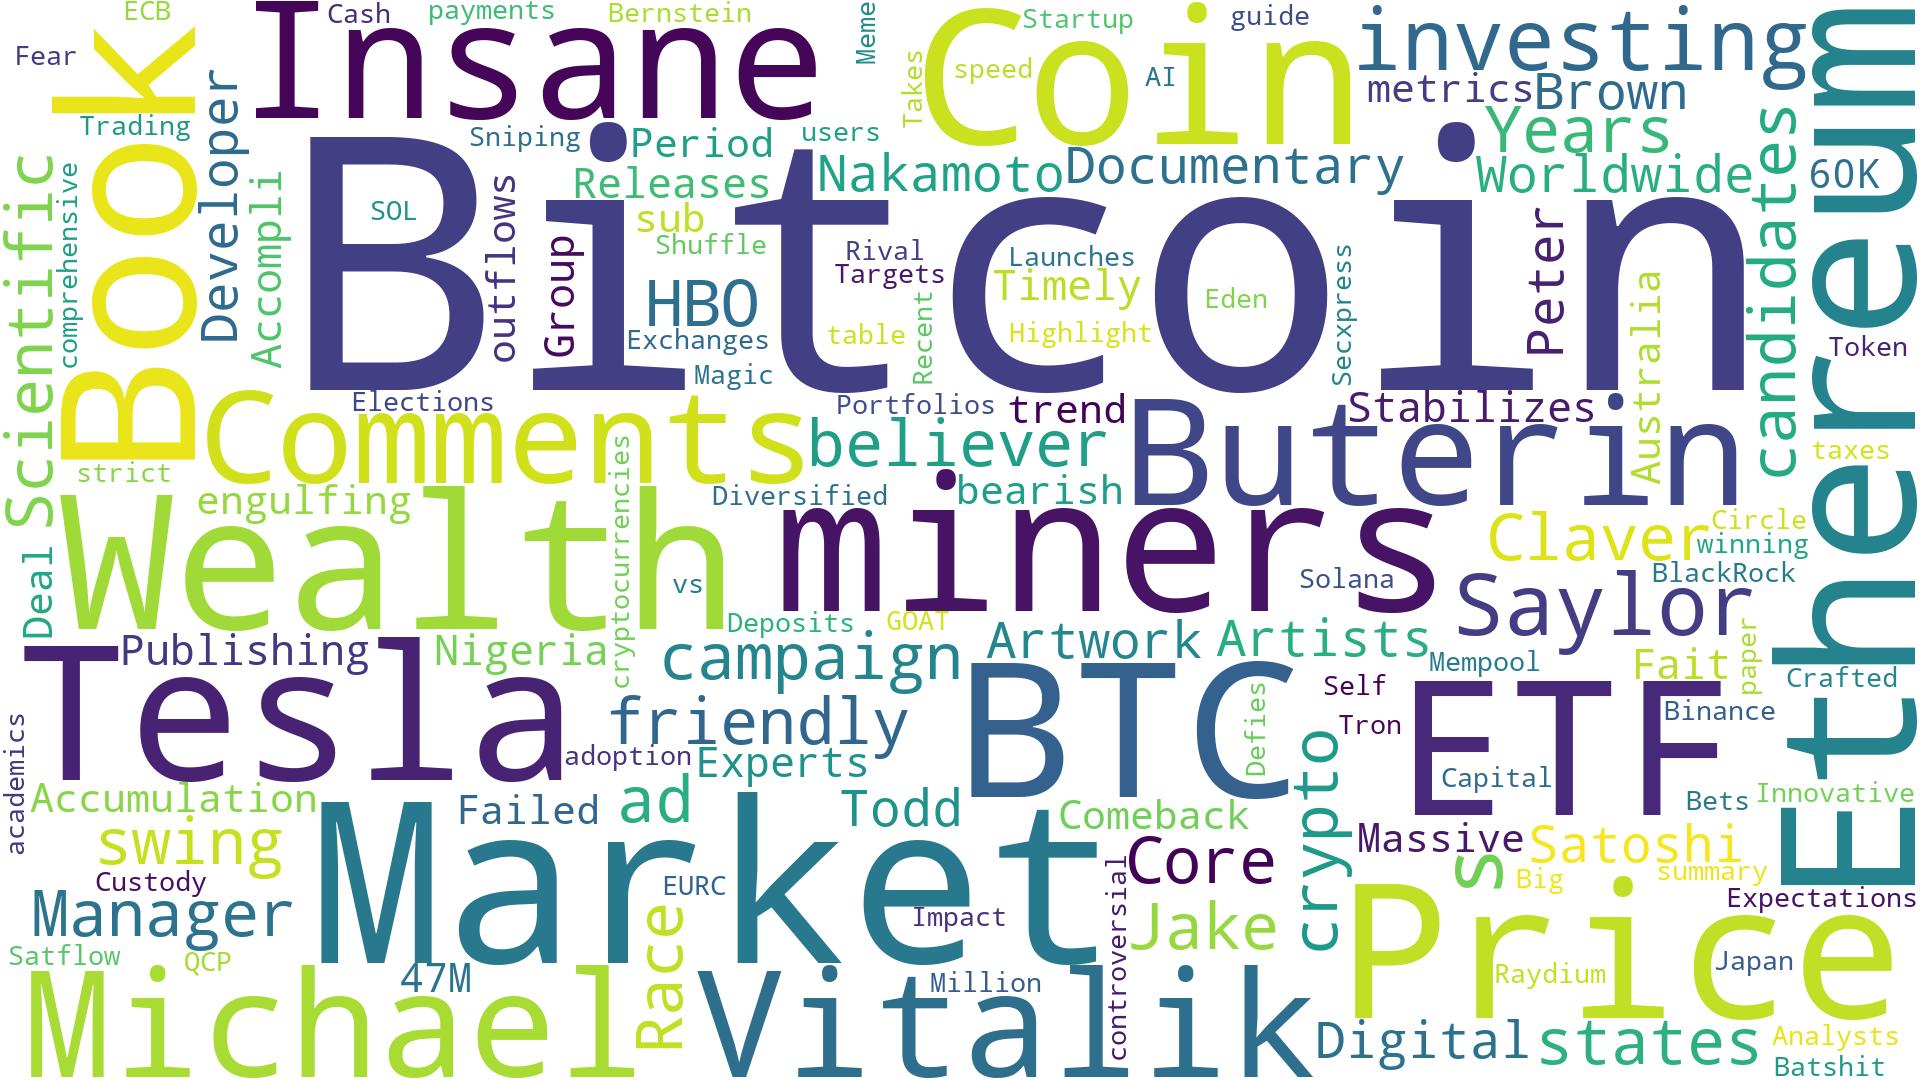 ECB
Cash
payments
Bernstein
Meme
Startup
guide
Fear
Book
Insane
Coin
Takes
speed
AI
investing
metrics
Brown
Ethereum
Trading
Developer
Sniping
Period
users
Years
Scientific
comprehensive
Accompli
Bitcoin
SOL
outflows
Group
Releases
sub
Shuffle
Nakamoto
Documentary
Worldwide
candidates
60K
HBO
Rival
Targets
Launches
Timely
Eden
Secxpress
Peter
Australia
Exchanges
table
Recent
Highlight
Magic
Token
Elections
Portfolios
trend
Stabilizes
Comments
believer
Buterin
taxes
strict
engulfing
cryptocurrencies
Diversified
bearish
Wealth
miners
Claver
Circle
winning
Deal
vs
Solana
BlackRock
Saylor
Deposits
GOAT
Publishing
Nigeria
campaign
Artwork
Artists
Mempool
Fait
paper
Tesla
BTC
Self
ETF
Crafted
friendly
Defies
Tron
Binance
academics
adoption
Experts
crypto
Capital
Accumulation
Failed
ad
Todd
Comeback
Bets
Innovative
swing
Market
Core
Massive
s
Satoshi
Custody
EURC
controversial
Big
summary
Manager
Race
Impact
Jake
Price
Expectations
Satflow
QCP
47M
Million
Raydium
Japan
Michael
Vitalik
Digital
states
Analysts
Batshit